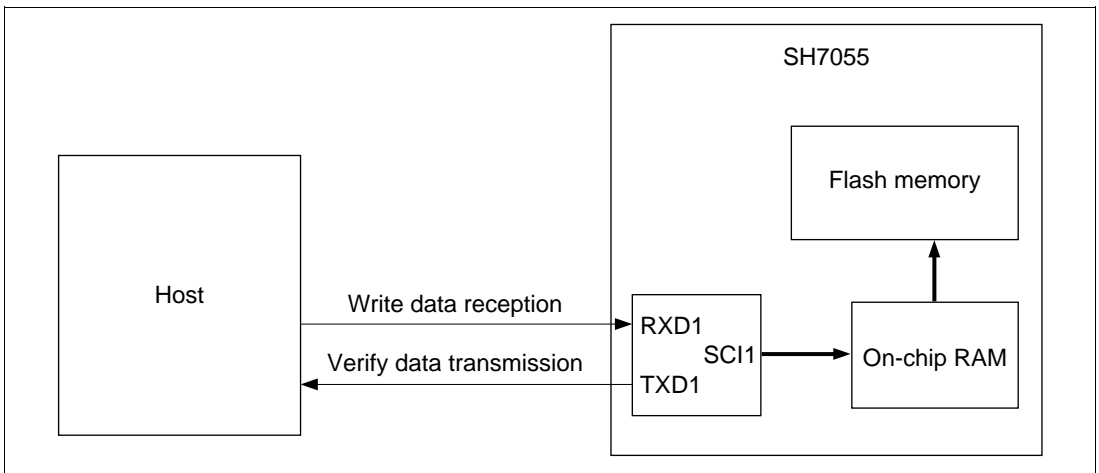 SH7055
Flash memory
Host
Write data reception
RXD1
SCI1
On-chip RAM
Verify data transmission
TXD1